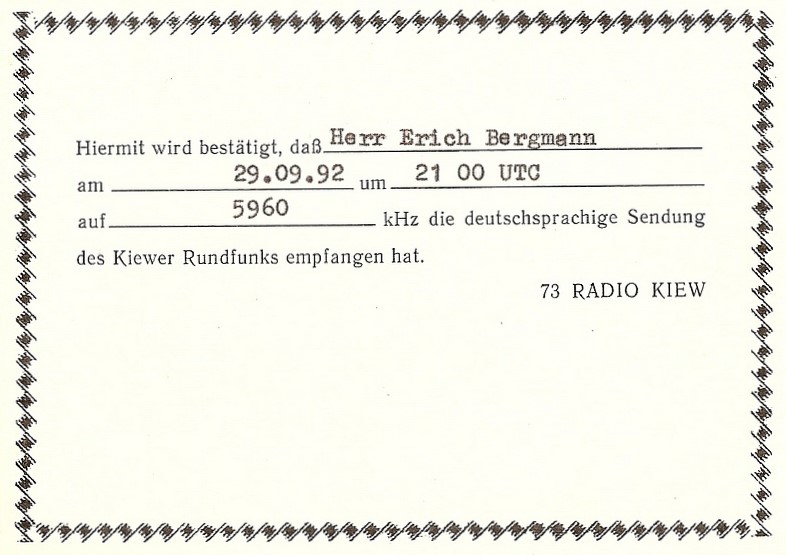 Hiermit wird bestätigt, daß Herr Erich Bergmann
am 29.09.92 um 21 00 UTC
auf 5960 kHz die deutschsprachige Sendung
des Kiewer Rundfunks empfangen hat.
73 RADIO KIEW